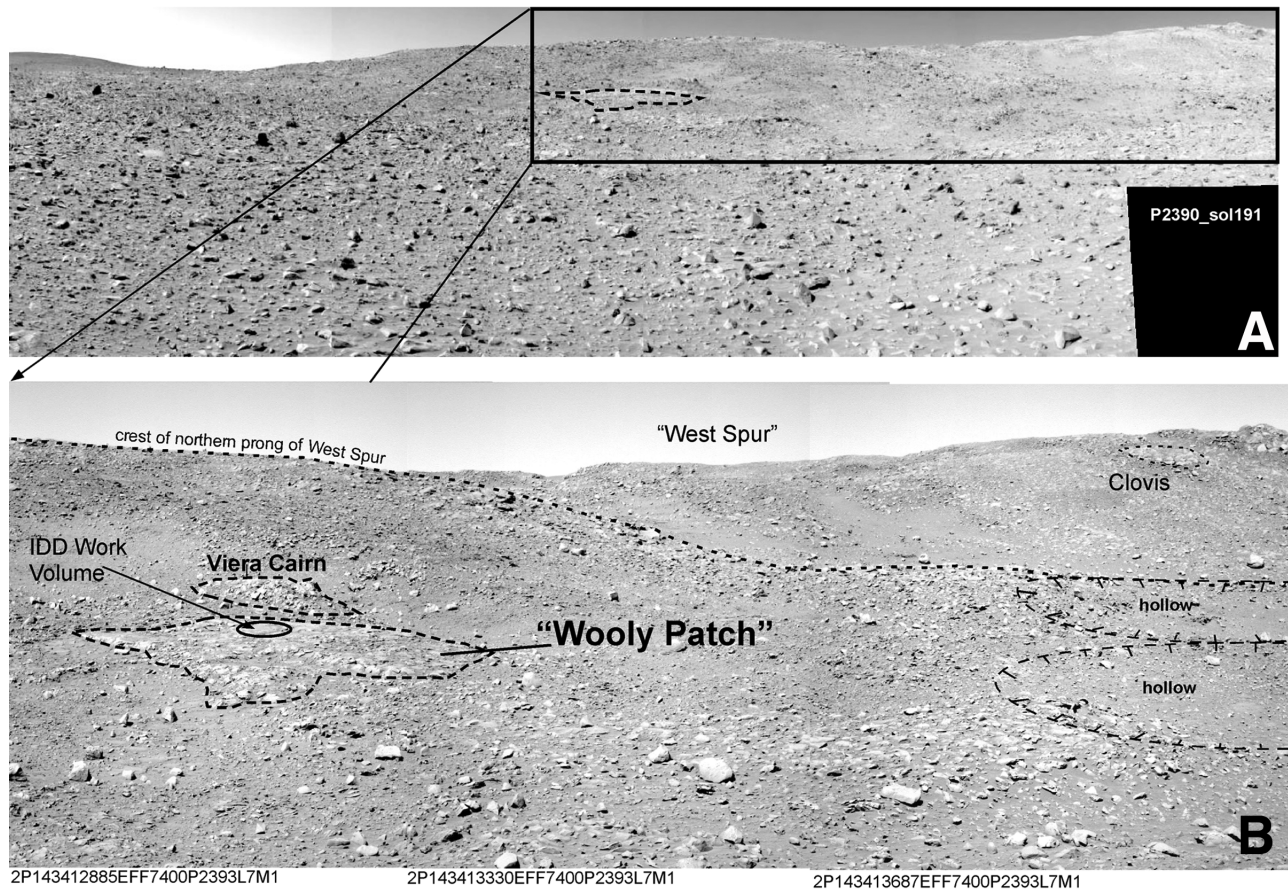 P2390_sol191
A
crest of northern prong of West Spur
“West Spur”
Clovis
IDD Work
Volume
Viera Cairn
hollow
“Wooly Patch”
hollow
B
2P143412885EFF7400P2393L7M1
2P143413330EFF7400P2393L7M1
2P143413687EFF7400P2393L7M1